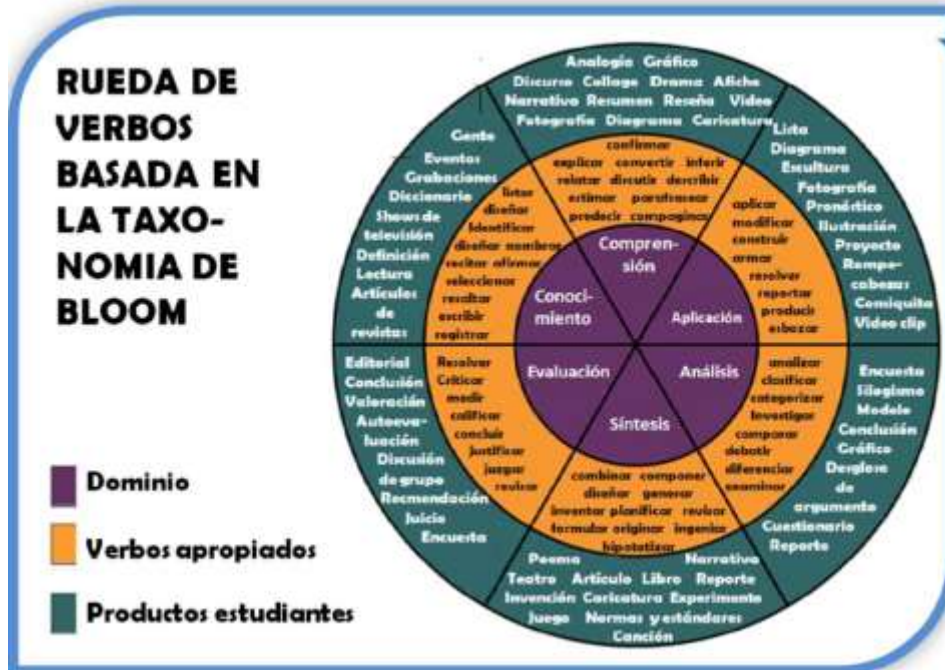 RUEDA DE
VERBOS
BASADA EN
LA TAXO-
NOMIA DE
BLOOM
Dominio
Verbos apropiados
Productos estudiantes
Conoci-
miento
listar
diseñar
Identificar
diseñar nombrar
recitar afirmar
seleccionar
resaltar
escribir
registrar
Gente
Eventos
Grabaciones
Diccionario
Shows de
televisión
Definición
Lectura
Artículos
de
revistas
Compren-
sión
confirmar
explicar convertir inferir
relatar discutir describir
estimar parafrasear
predecir compaginar
Analogía Gráfico
Discurso Collage Drama Afiche
Narrativo Resumen Reseña Video
Fotografía Diagrama Caricatura
Aplicación
aplicar
modificar
construir
armar
resolver
reportar
producir
esbozar
Lista
Diagrama
Escultura
Fotografía
Pronóstico
Ilustración
Proyecto
Rompe-
cabezas
Comiquita
Video clip
Análisis
analizar
clasificar
categorizar
Investigar
comparar
debatir
diferenciar
examinar
Encuesta
Silogismo
Modelo
Conclusión
Gráfico
Desglose
de
argumento
Cuestionario
Reporte
Síntesis
combinar componer
diseñar generar
inventar planificar revisar
formular originar ingeniar
hipotetizar
Poema Narrativa
Teatro Artículo Libro Reporte
Invención Caricatura Experimento
Juego Normas y estándares
Canción
Evaluación
Resolver
Criticar
medir
calificar
concluir
justificar
juzgar
revisar
Editorial
Conclusión
Valoración
Autoeva-
luación
Discusión
de grupo
Recmendación
Juicio
Encuesta